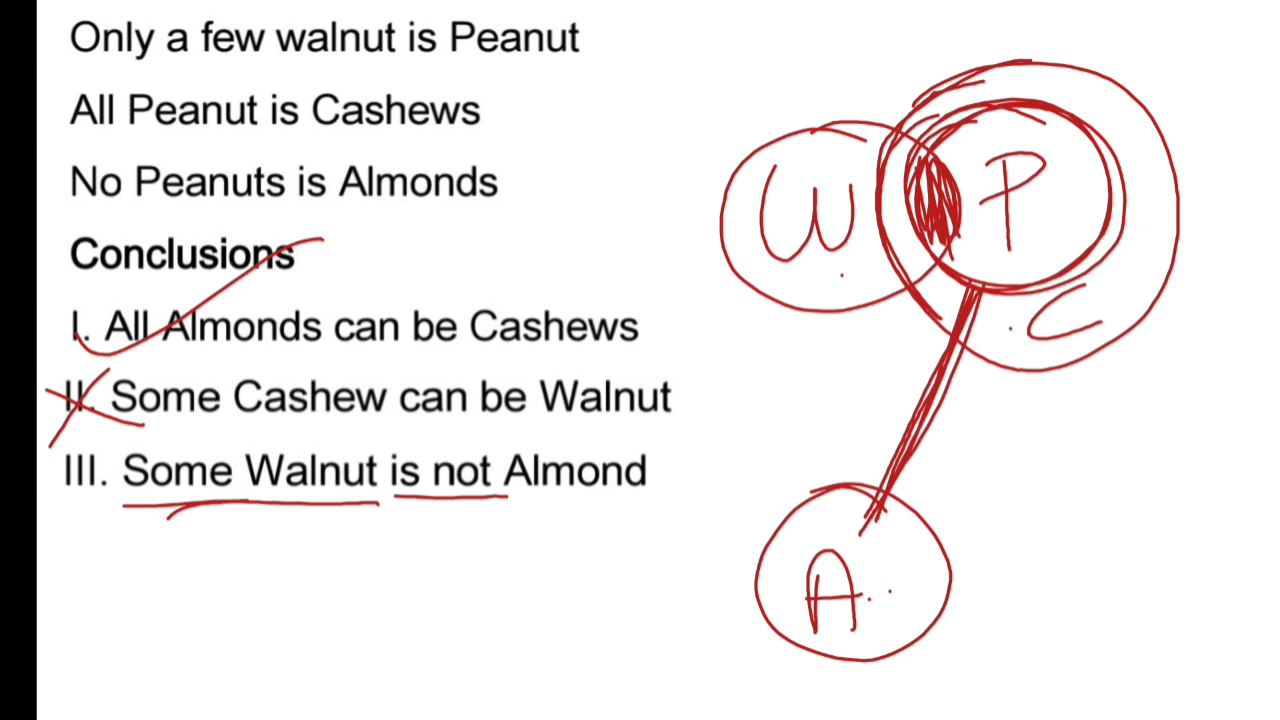 Only a few walnut is Peanut
All Peanut is Cashews
No Peanuts is Almonds
Conclusions
I. All Almonds can be Cashews
II. Some Cashew can be Walnut
III. Some Walnut is not Almond
W
P
C
A